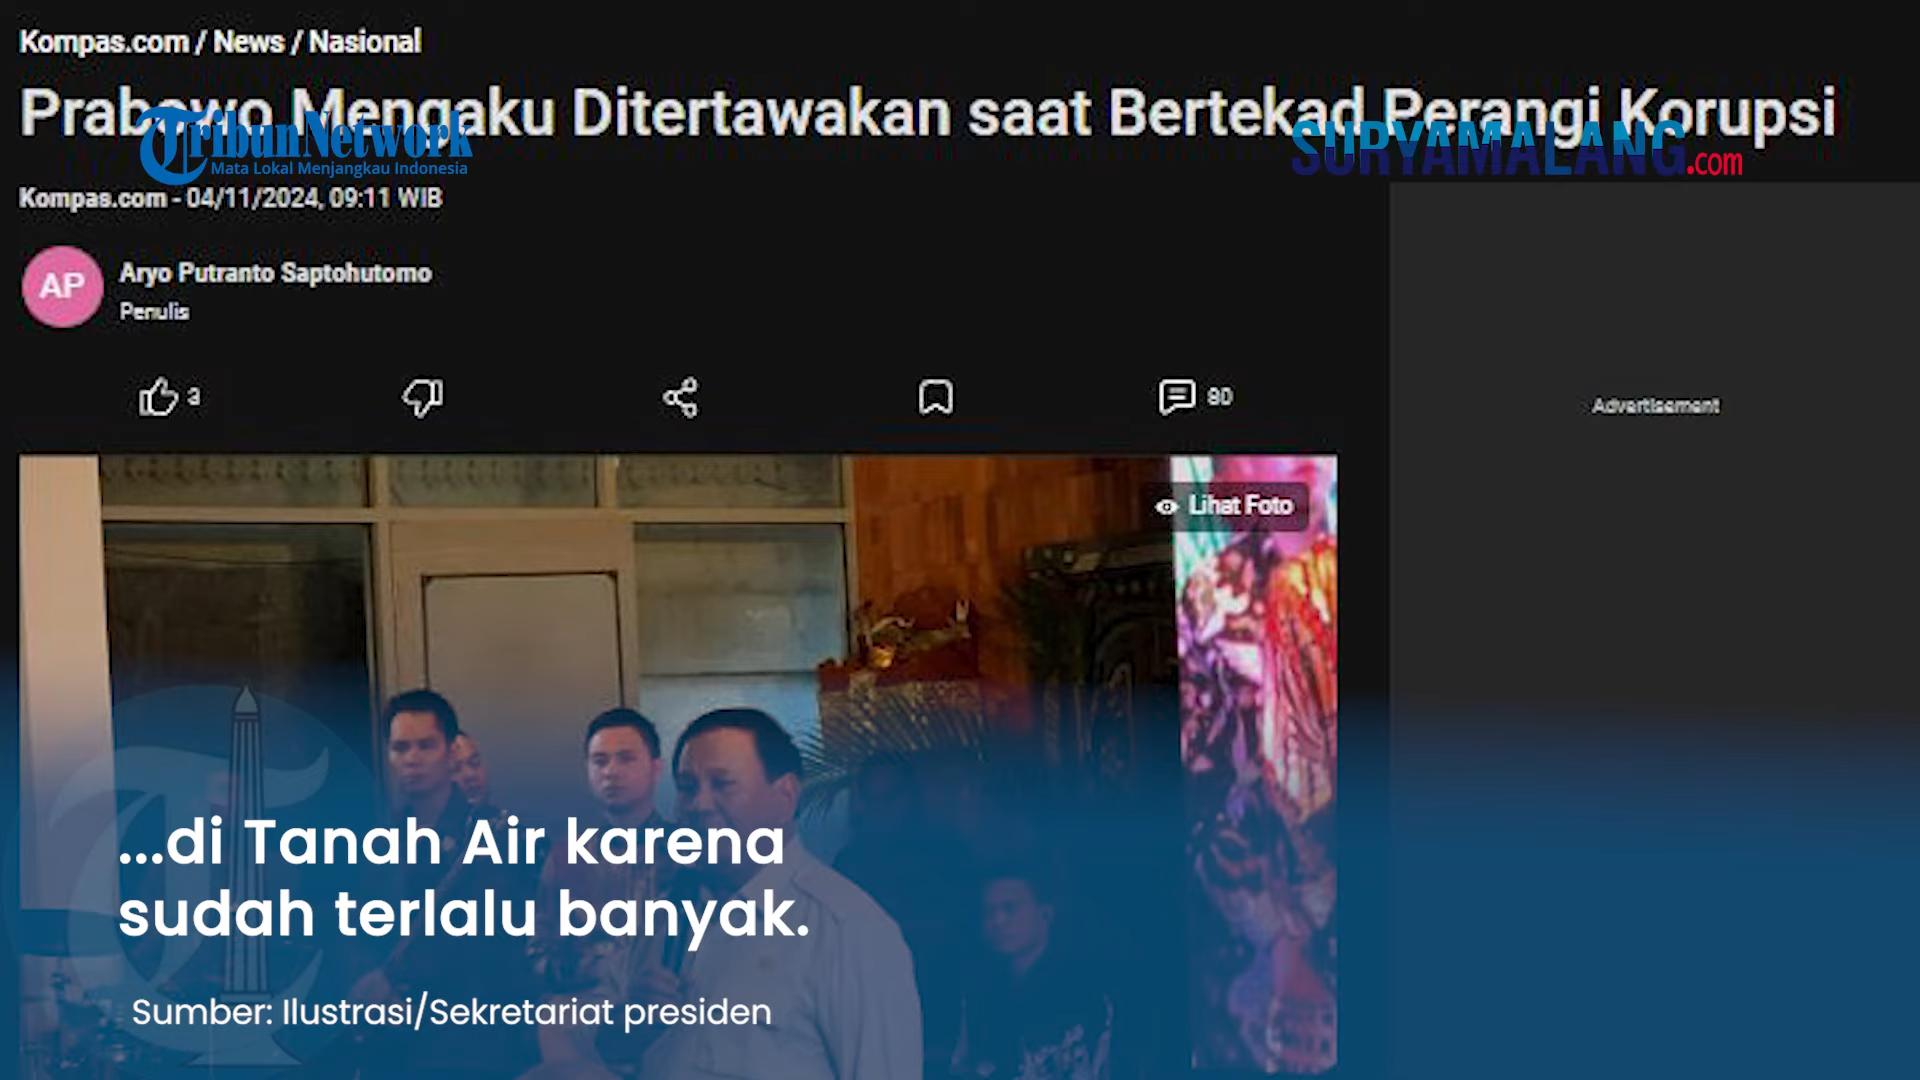 Kompas.com / News / Nasional
Prabowo Mengaku Ditertawakan saat Bertekad Perangi Korupsi
TribunNetwork
Mata Lokal Menjangkau Indonesia
SURYAMALANG.com
Kompas.com - 04/11/2024, 09:11 WIB
AP
Aryo Putranto Saptohutomo
Penulis
3
80
Advertisement
Lihat Foto
...di Tanah Air karena
sudah terlalu banyak.
Sumber: Ilustrasi/Sekretariat presiden